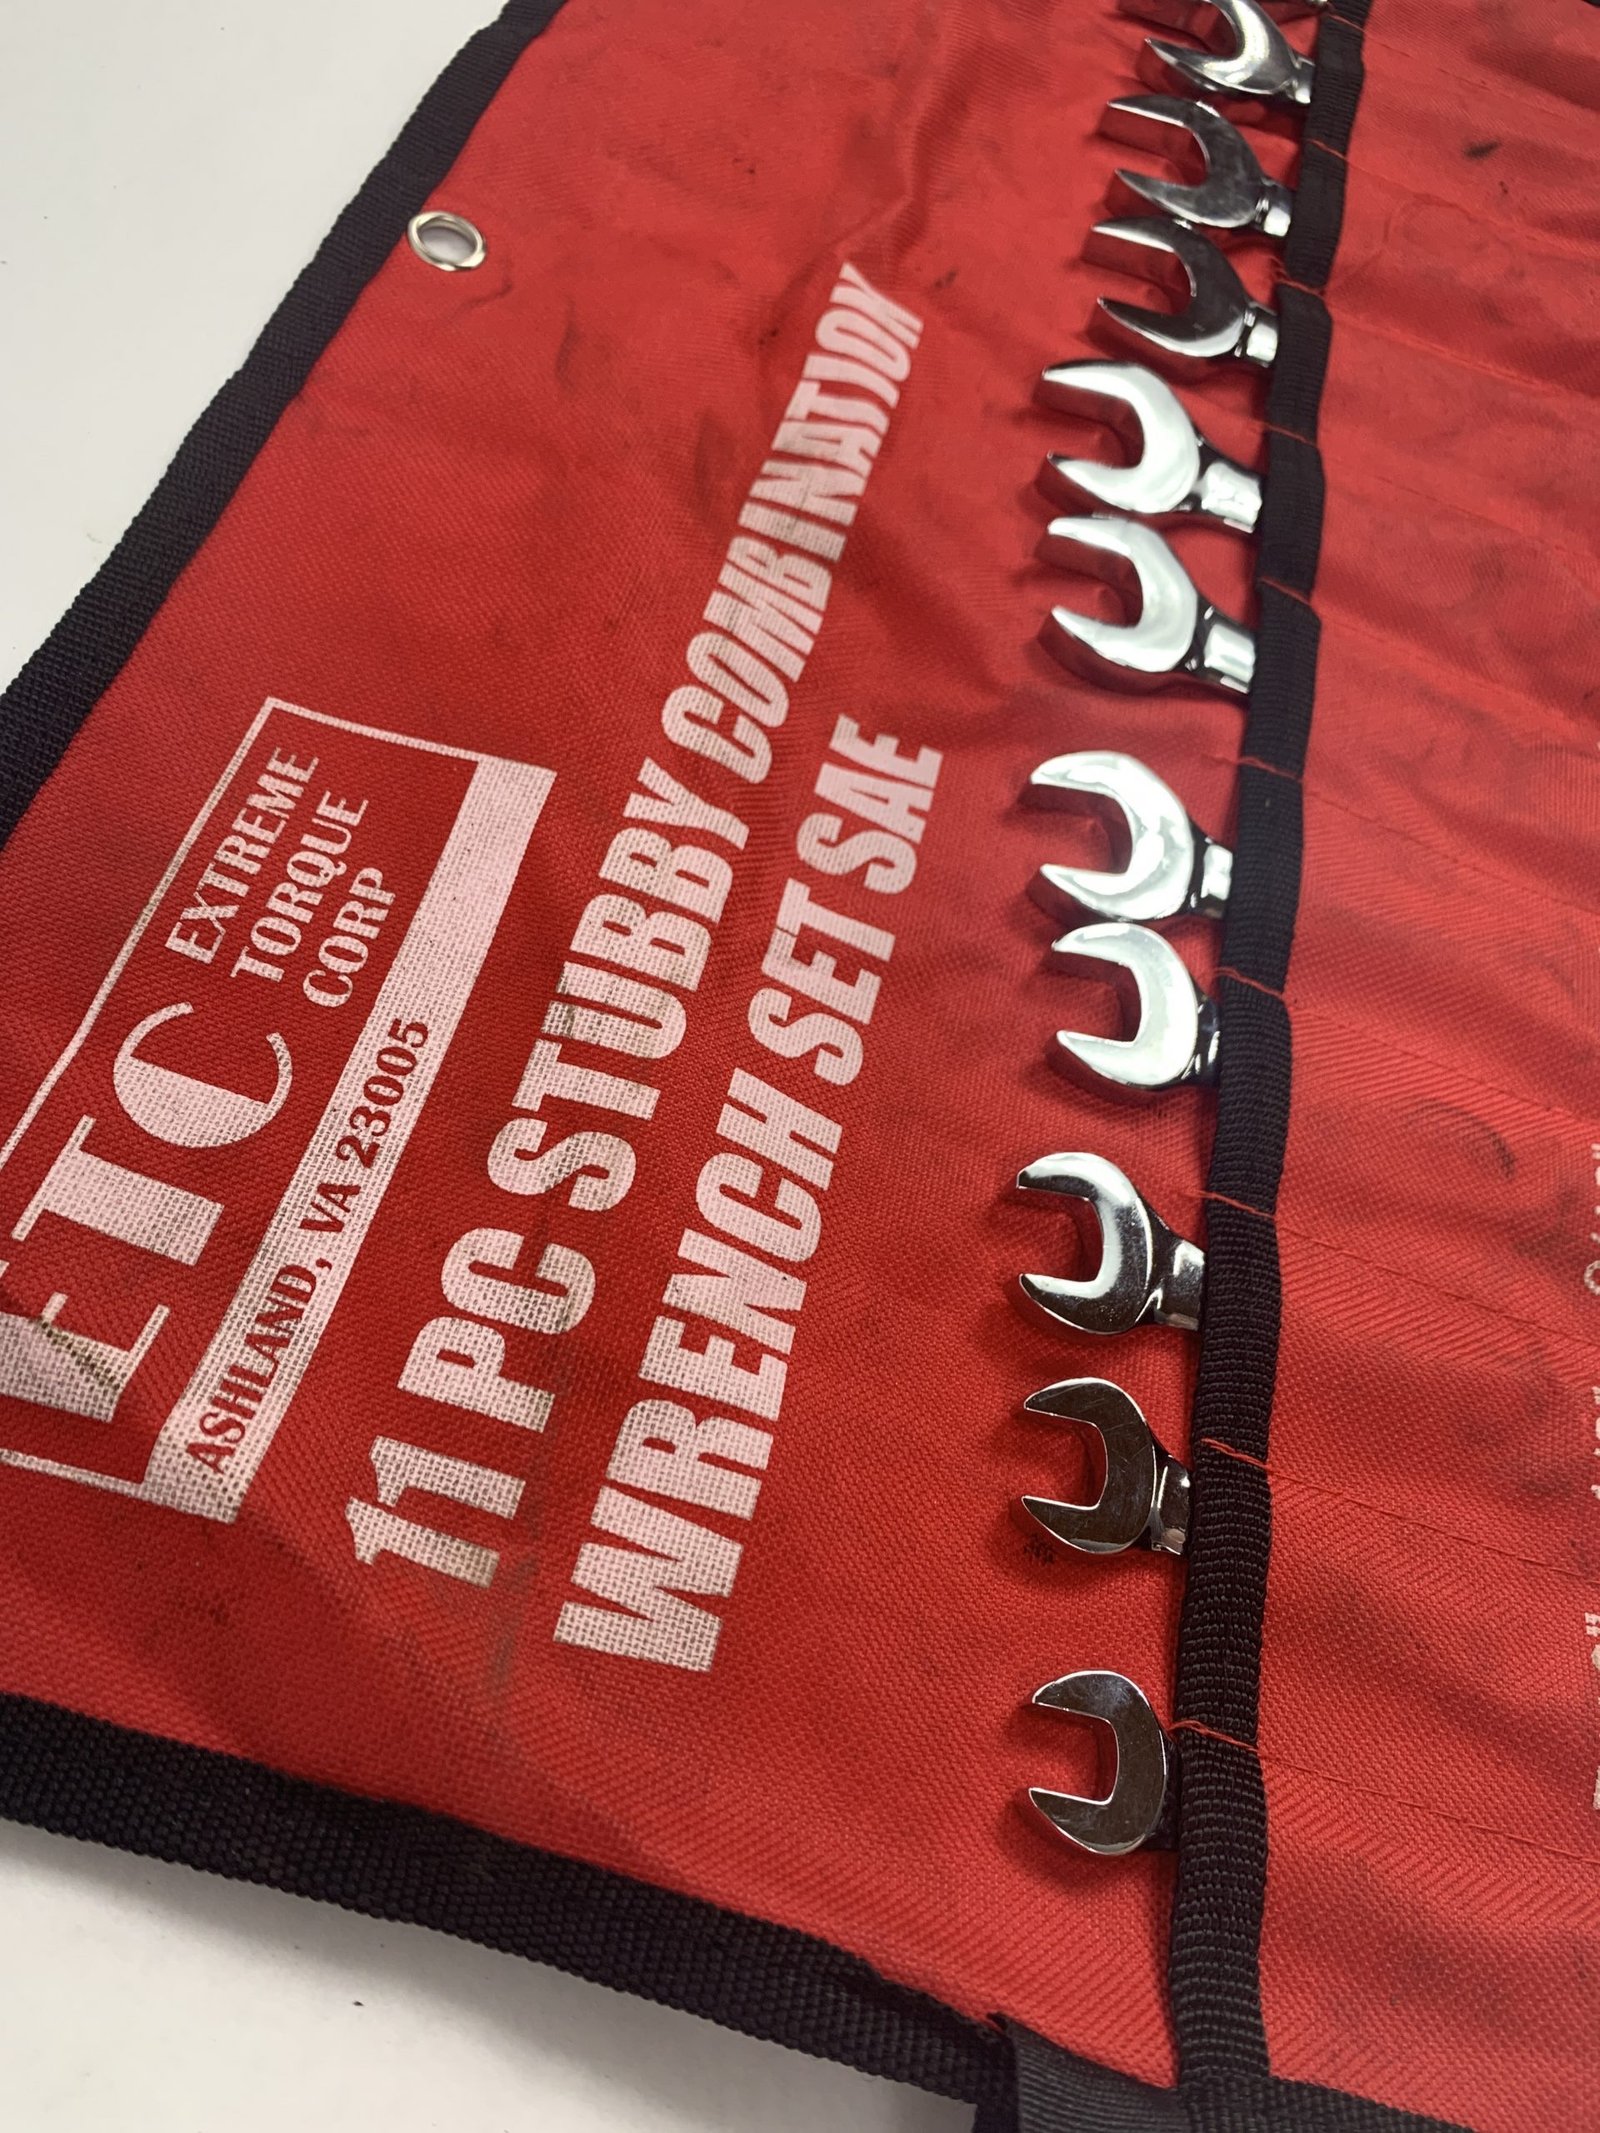 ETC
EXTREME
TORQUE
CORP
ASHLAND, VA 23005
11 PC STUBBY COMBINATION
WRENCH SET SAE